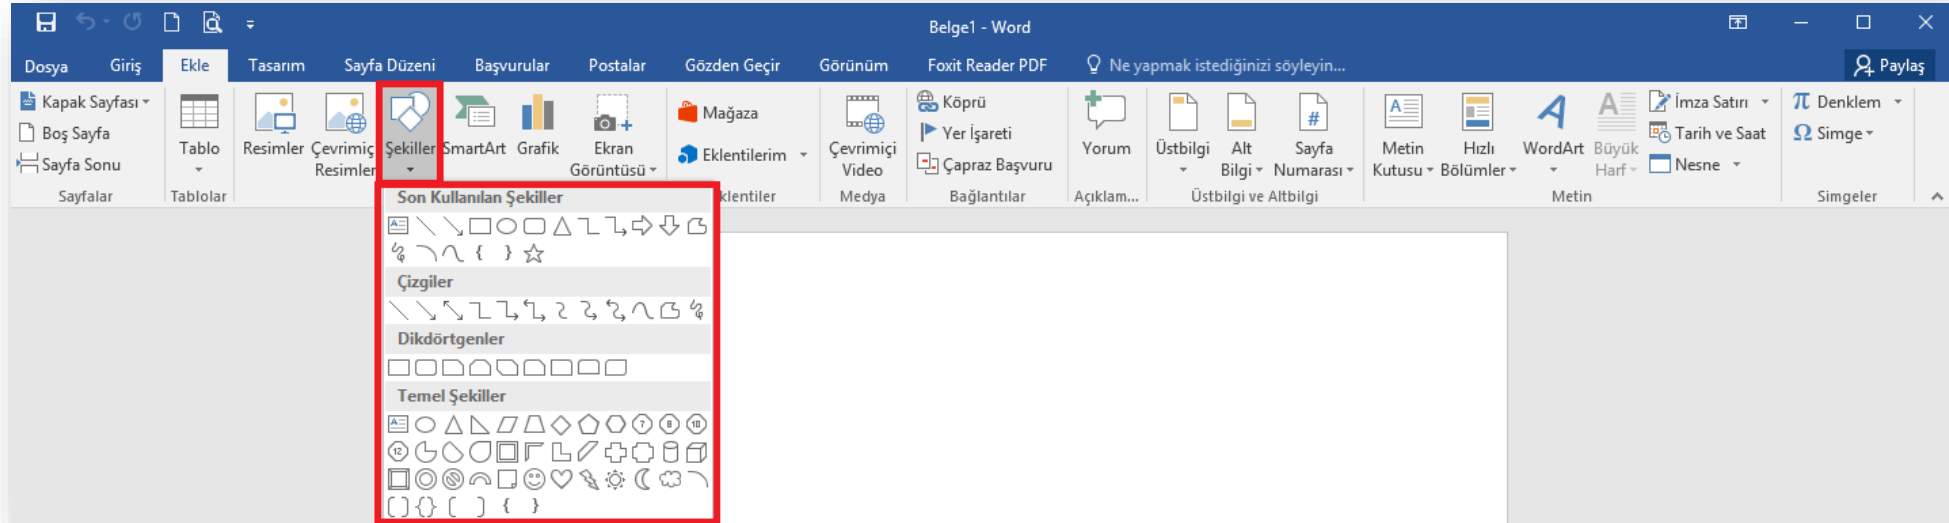 Belge1 - Word
Dosya Giriş Ekle Tasarım Sayfa Düzeni Başvurular Postalar Gözden Geçir Görünüm Foxit Reader PDF Ne yapmak istediğinizi söyleyin... Paylaş
Kapak Sayfası
Boş Sayfa
Sayfa Sonu
Sayfalar
Tablo
Tablolar
Resimler
Çevrimiçi
Resimler
Şekiller
SmartArt
Grafik
Ekran
Görüntüsü
Mağaza
Eklentilerim
klentiler
Çevrimiçi
Video
Medya
Köprü
Yer İşareti
Çapraz Başvuru
Bağlantılar
Yorum
Açıklam...
Üstbilgi
Alt
Bilgi
Sayfa
Numarası
Üstbilgi ve Altbilgi
Metin
Kutusu
Hızlı
Bölümler
WordArt
Büyük
Harf
İmza Satırı
Tarih ve Saat
Nesne
Metin
π Denklem
Ω Simge
Simgeler
Son Kullanılan Şekiller
Çizgiler
Dikdörtgenler
Temel Şekiller
7 8 10
12